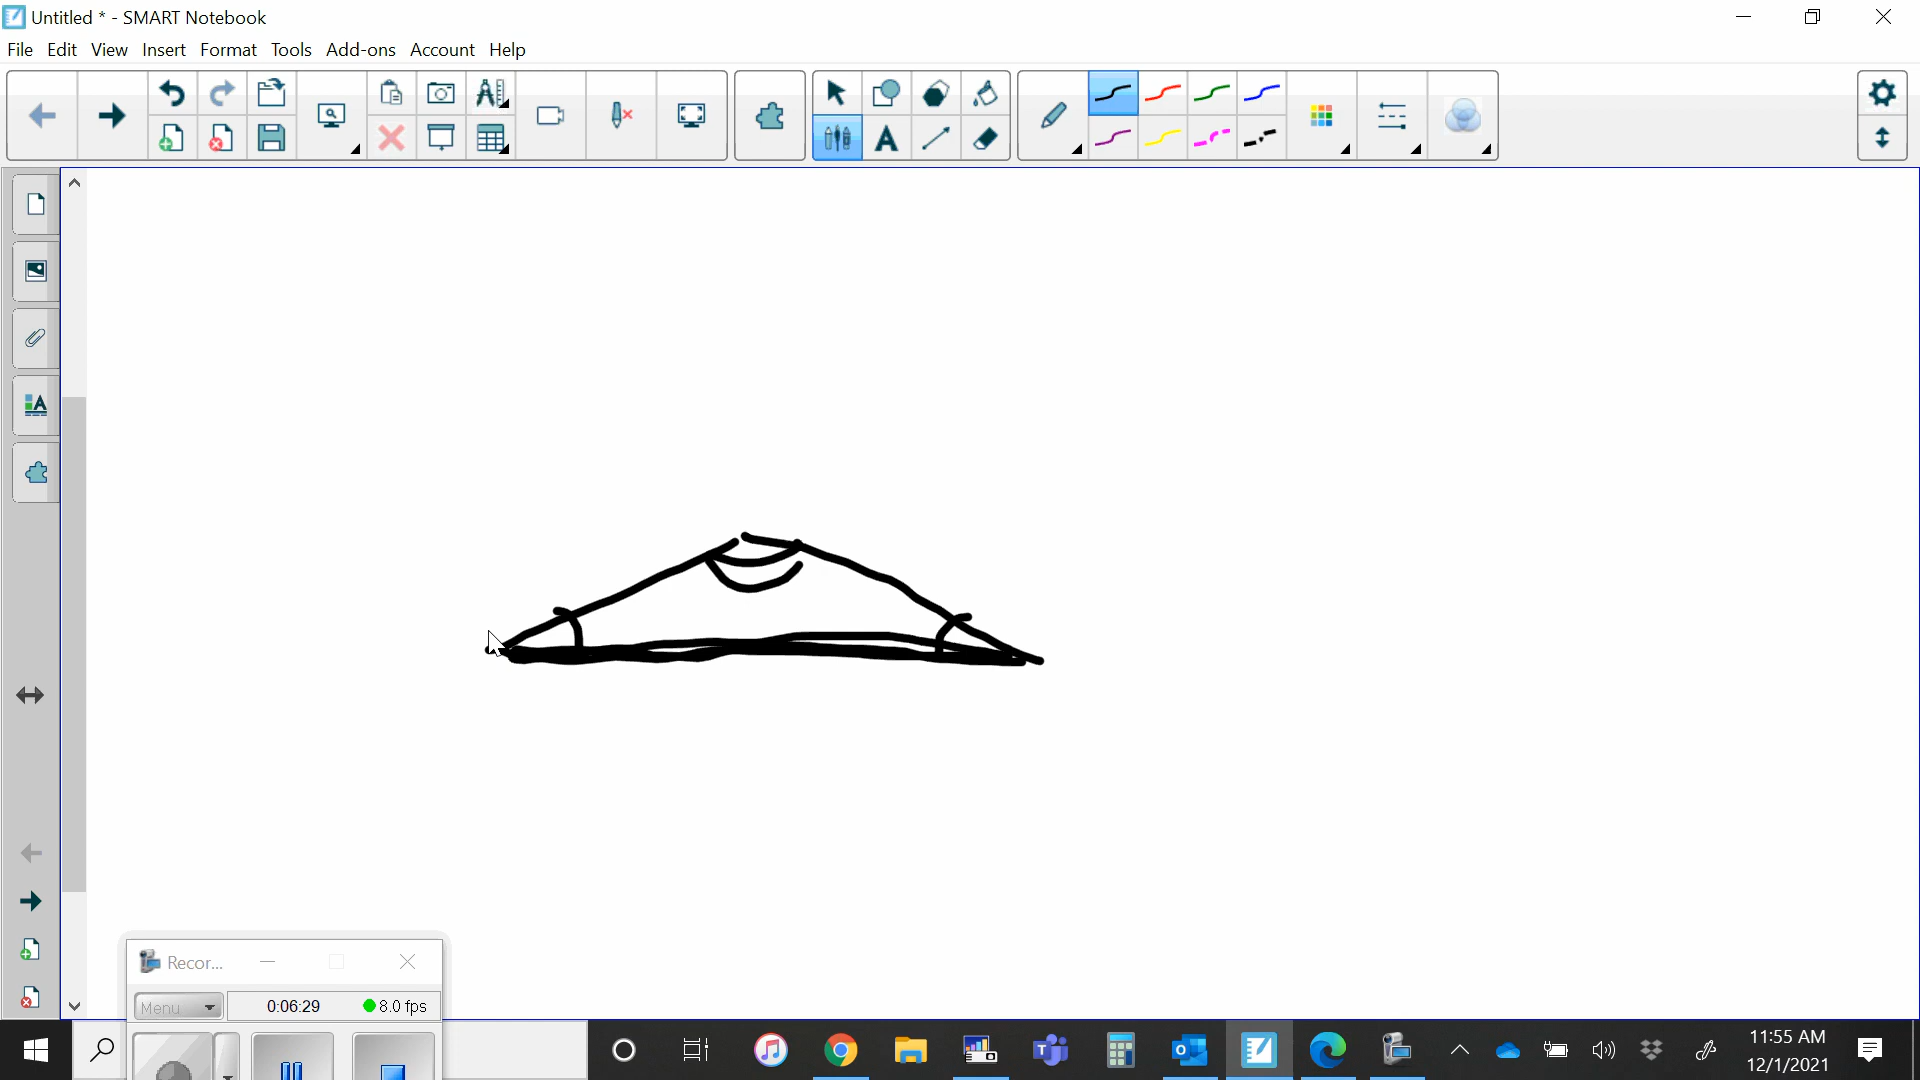 Untitled * - SMART Notebook
File Edit View Insert Format Tools Add-ons Account Help
Recor...
Menu 0:06:29 8.0 fps
11:55 AM
12/1/2021